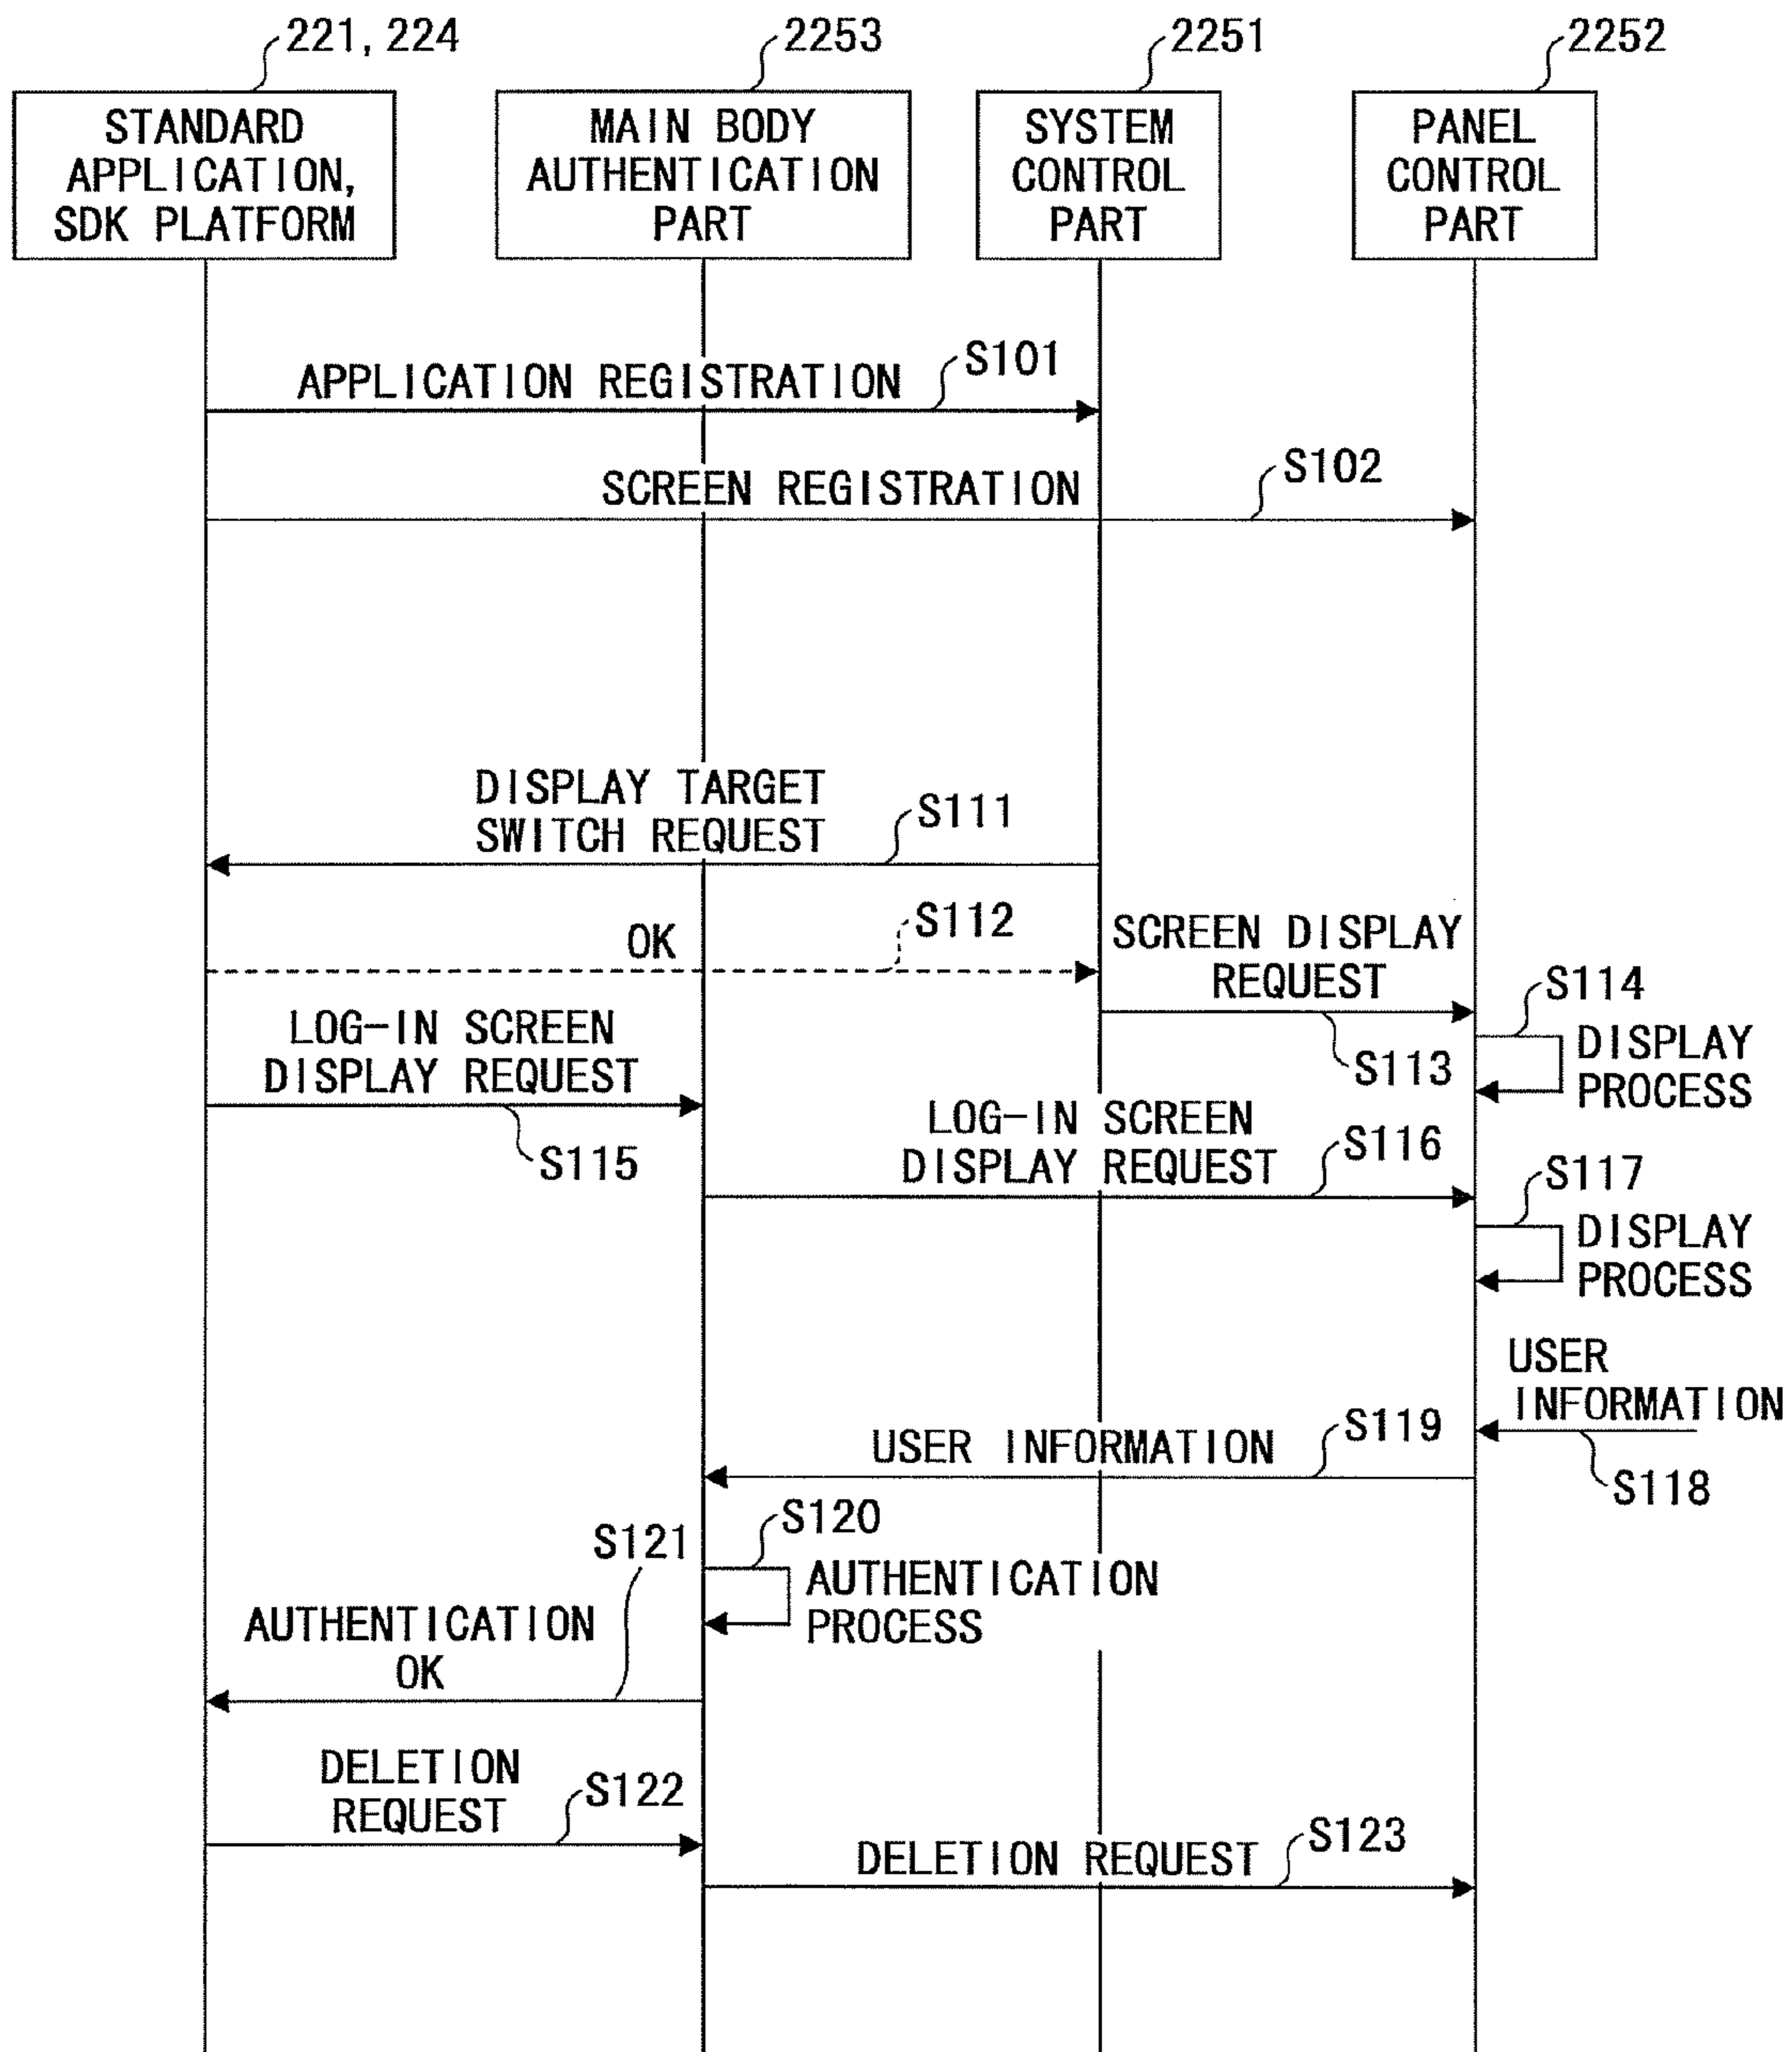 221, 224
2253
2251
2252
STANDARD
APPLICATION,
SDK PLATFORM
MAIN BODY
AUTHENTICATION
PART
SYSTEM
CONTROL
PART
PANEL
CONTROL
PART
APPLICATION REGISTRATION
S101
SCREEN REGISTRATION
S102
DISPLAY TARGET
SWITCH REQUEST
S111
OK
S112
SCREEN DISPLAY
REQUEST
S113
S114
DISPLAY
PROCESS
LOG-IN SCREEN
DISPLAY REQUEST
S115
LOG-IN SCREEN
DISPLAY REQUEST
S116
S117
DISPLAY
PROCESS
USER
INFORMATION
S118
USER INFORMATION
S119
S120
AUTHENTICATION
PROCESS
S121
AUTHENTICATION
OK
DELETION
REQUEST
S122
DELETION REQUEST
S123